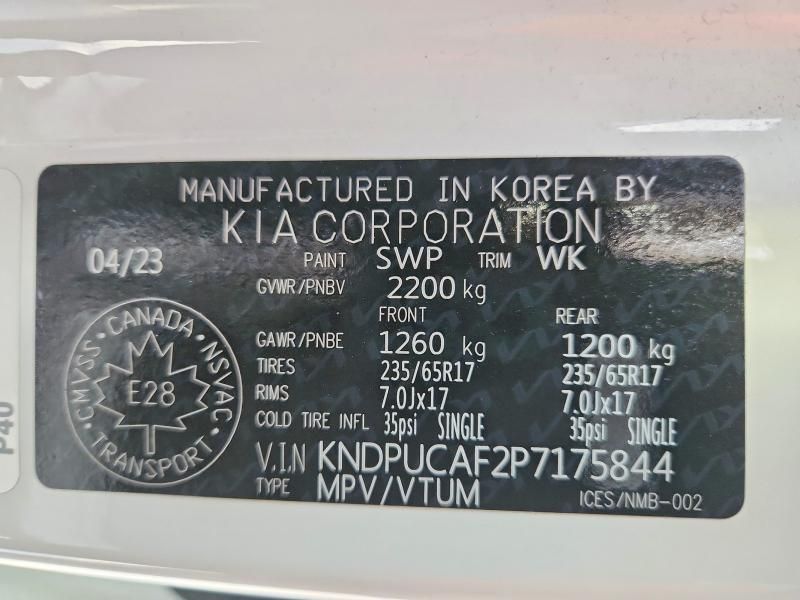 MANUFACTURED IN KOREA BY
KIA CORPORATION
04/23 PAINT SWP TRIM WK
GVWR/PNBV 2200 kg
FRONT REAR
GAWR/PNBE 1260 kg 1200 kg
TIRES 235/65R17 235/65R17
RIMS 7.0Jx17 7.0Jx17
COLD TIRE INFL 35psi SINGLE 35psi SINGLE
V.I.N KNDPUCAF2P7175844
TYPE MPV/VTUM ICES/NMB-002
CMVSS · CANADA · NSVAC
E28
TRANSPORT
P40